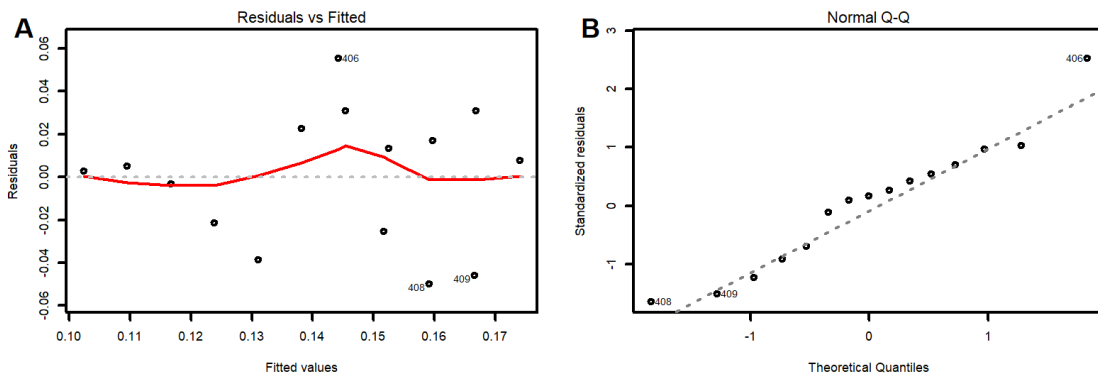 A
Residuals vs Fitted
Residuals
0.06
0.04
0.02
0.00
-0.02
-0.04
-0.06
406
408
409
0.10 0.11 0.12 0.13 0.14 0.15 0.16 0.17
Fitted values
B
Normal Q-Q
Standardized residuals
3
2
1
0
-1
406
408
409
-1 0 1
Theoretical Quantiles